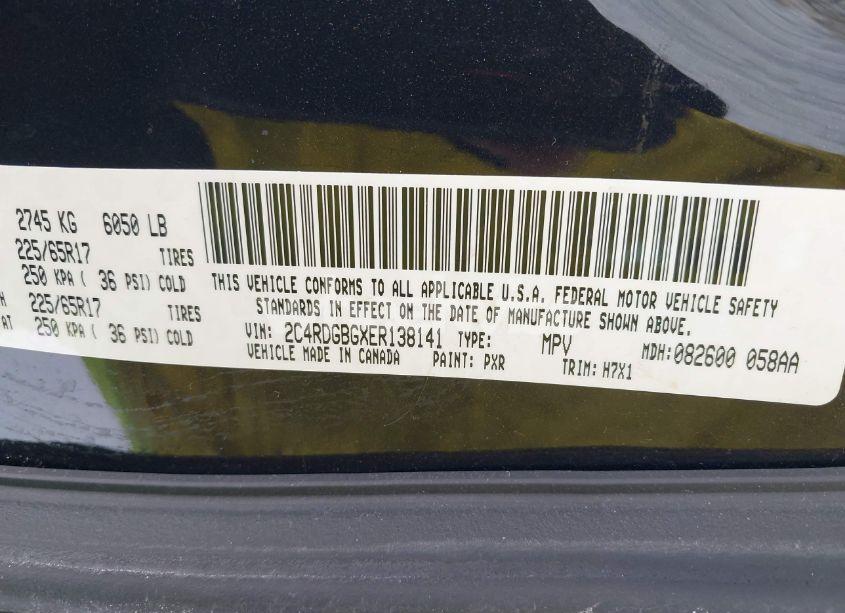 2745 KG 6050 LB
225/65R17 TIRES
250 KPA ( 36 PSI) COLD
H 225/65R17 TIRES
AT 250 KPA ( 36 PSI) COLD
THIS VEHICLE CONFORMS TO ALL APPLICABLE U.S.A. FEDERAL MOTOR VEHICLE SAFETY
STANDARDS IN EFFECT ON THE DATE OF MANUFACTURE SHOWN ABOVE.
VIN: 2C4RDGBGXER138141 TYPE: MPV MDH: 082600 058AA
VEHICLE MADE IN CANADA PAINT: PXR TRIM: H7X1